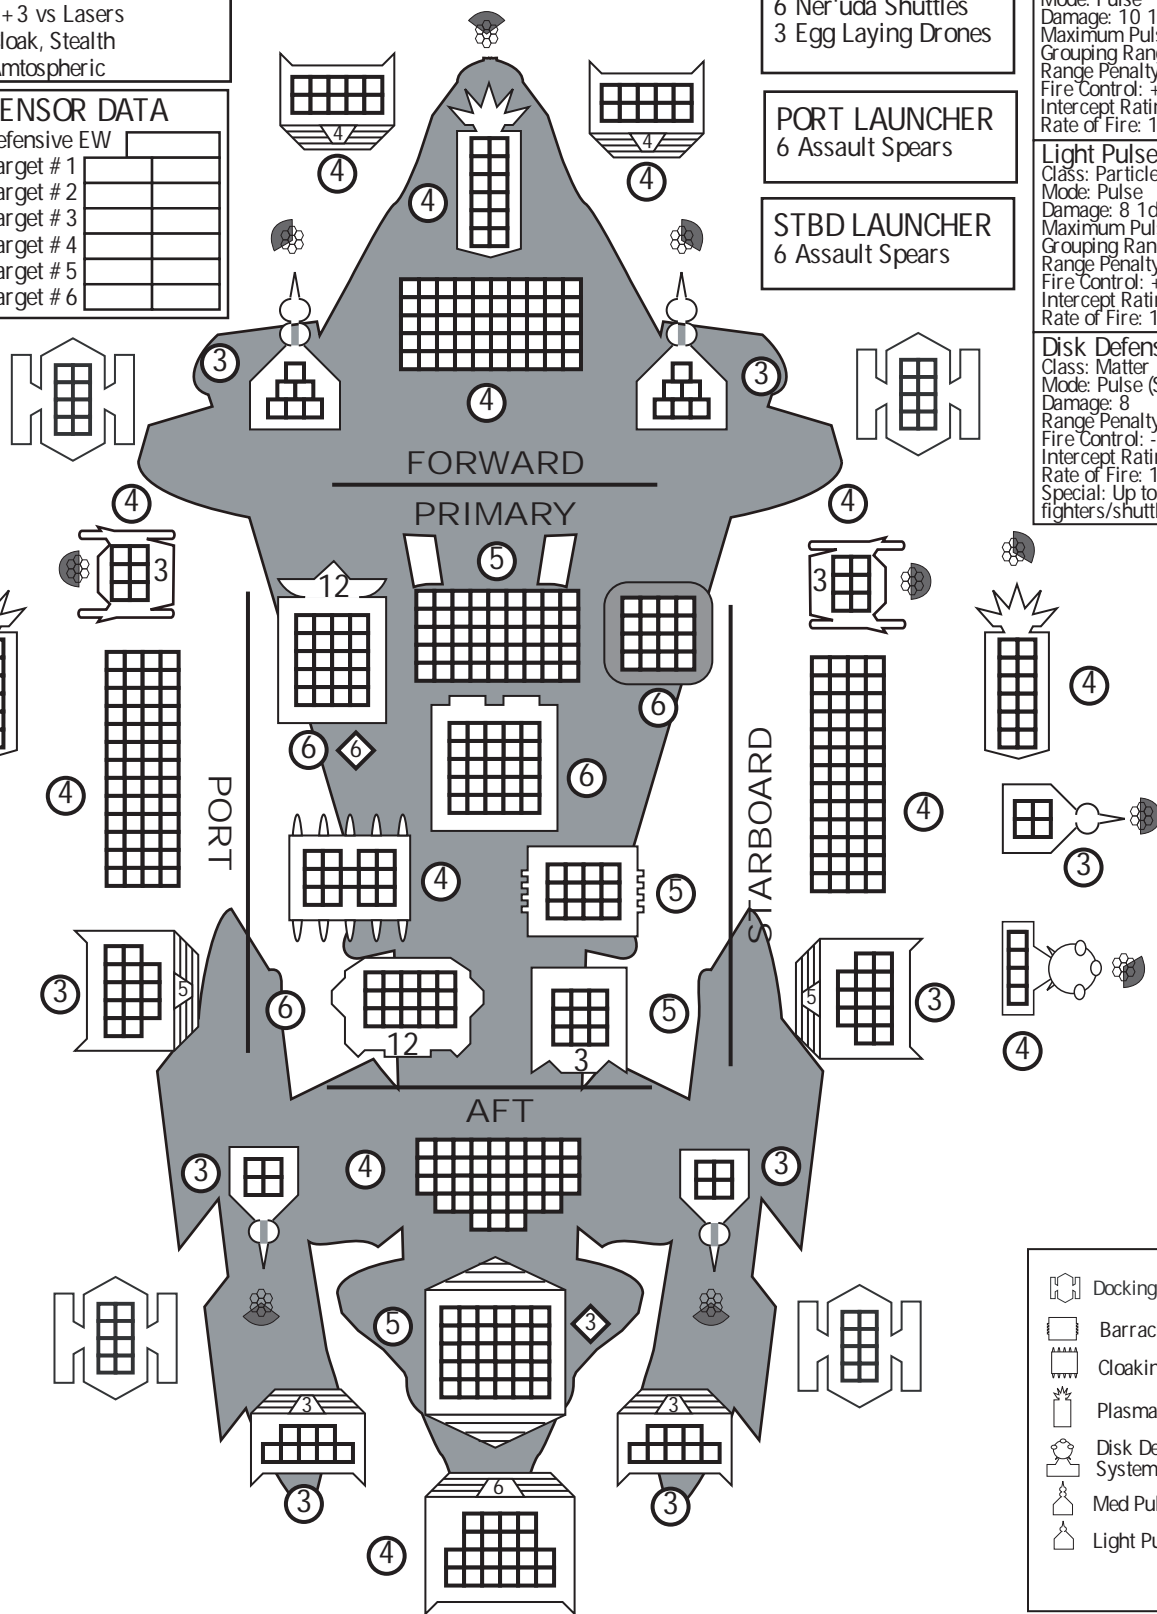 +3 vs Lasers
loak, Stealth
Amtospheric
ENSOR DATA
efensive EW
arget # 1
arget # 2
arget # 3
arget # 4
arget # 5
arget # 6
6 Ner'uda Shuttles
3 Egg Laying Drones
PORT LAUNCHER
6 Assault Spears
STBD LAUNCHER
6 Assault Spears
Mode: Pulse
Damage: 10 1
Maximum Puls
Grouping Rang
Range Penalty
Fire Control: +
Intercept Ratin
Rate of Fire: 1
Light Pulse
Class: Particle
Mode: Pulse
Damage: 8 1d
Maximum Pul
Grouping Ran
Range Penalty
Fire Control: +
Intercept Ratin
Rate of Fire: 1
Disk Defens
Class: Matter
Mode: Pulse (S
Damage: 8
Range Penalty
Fire Control: -
Intercept Ratin
Rate of Fire: 1
Special: Up to
fighters/shuttl
4
4
4
4
4
3
3
4
FORWARD
PRIMARY
4
4
3
5
3
12
6
6
6
6
4
4
4
4
3
PORT
STARBOARD
4
5
3
5
6
12
5
3
5
3
4
AFT
3
4
3
5
3
3
3
3
3
6
4
Docking
Barrac
Cloakin
Plasma
Disk De
System
Med Pul
Light Pu